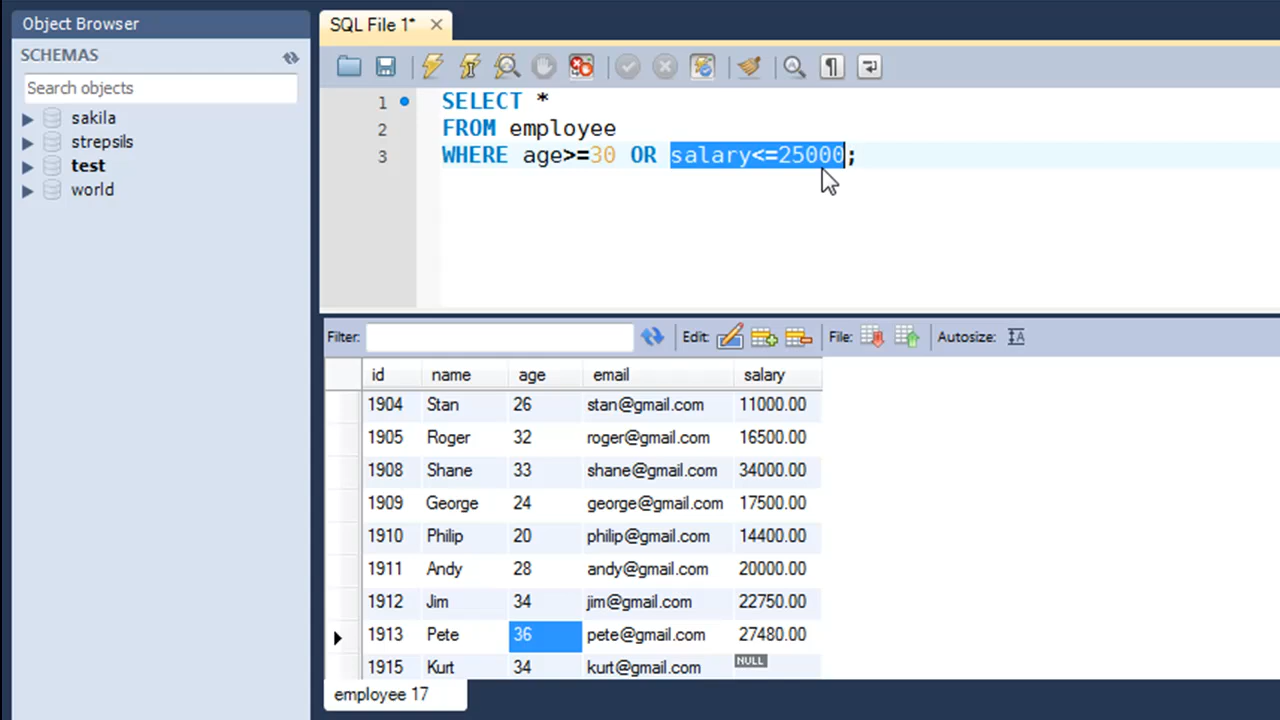 Object Browser
SCHEMAS
Search objects
sakila
strepsils
test
world
SQL File 1*
1 SELECT *
2 FROM employee
3 WHERE age>=30 OR salary<=25000;
Filter: Edit: File: Autosize:
id name age email salary
1904 Stan 26 stan@gmail.com 11000.00
1905 Roger 32 roger@gmail.com 16500.00
1908 Shane 33 shane@gmail.com 34000.00
1909 George 24 george@gmail.com 17500.00
1910 Philip 20 philip@gmail.com 14400.00
1911 Andy 28 andy@gmail.com 20000.00
1912 Jim 34 jim@gmail.com 22750.00
1913 Pete 36 pete@gmail.com 27480.00
1915 Kurt 34 kurt@gmail.com NULL
employee 17